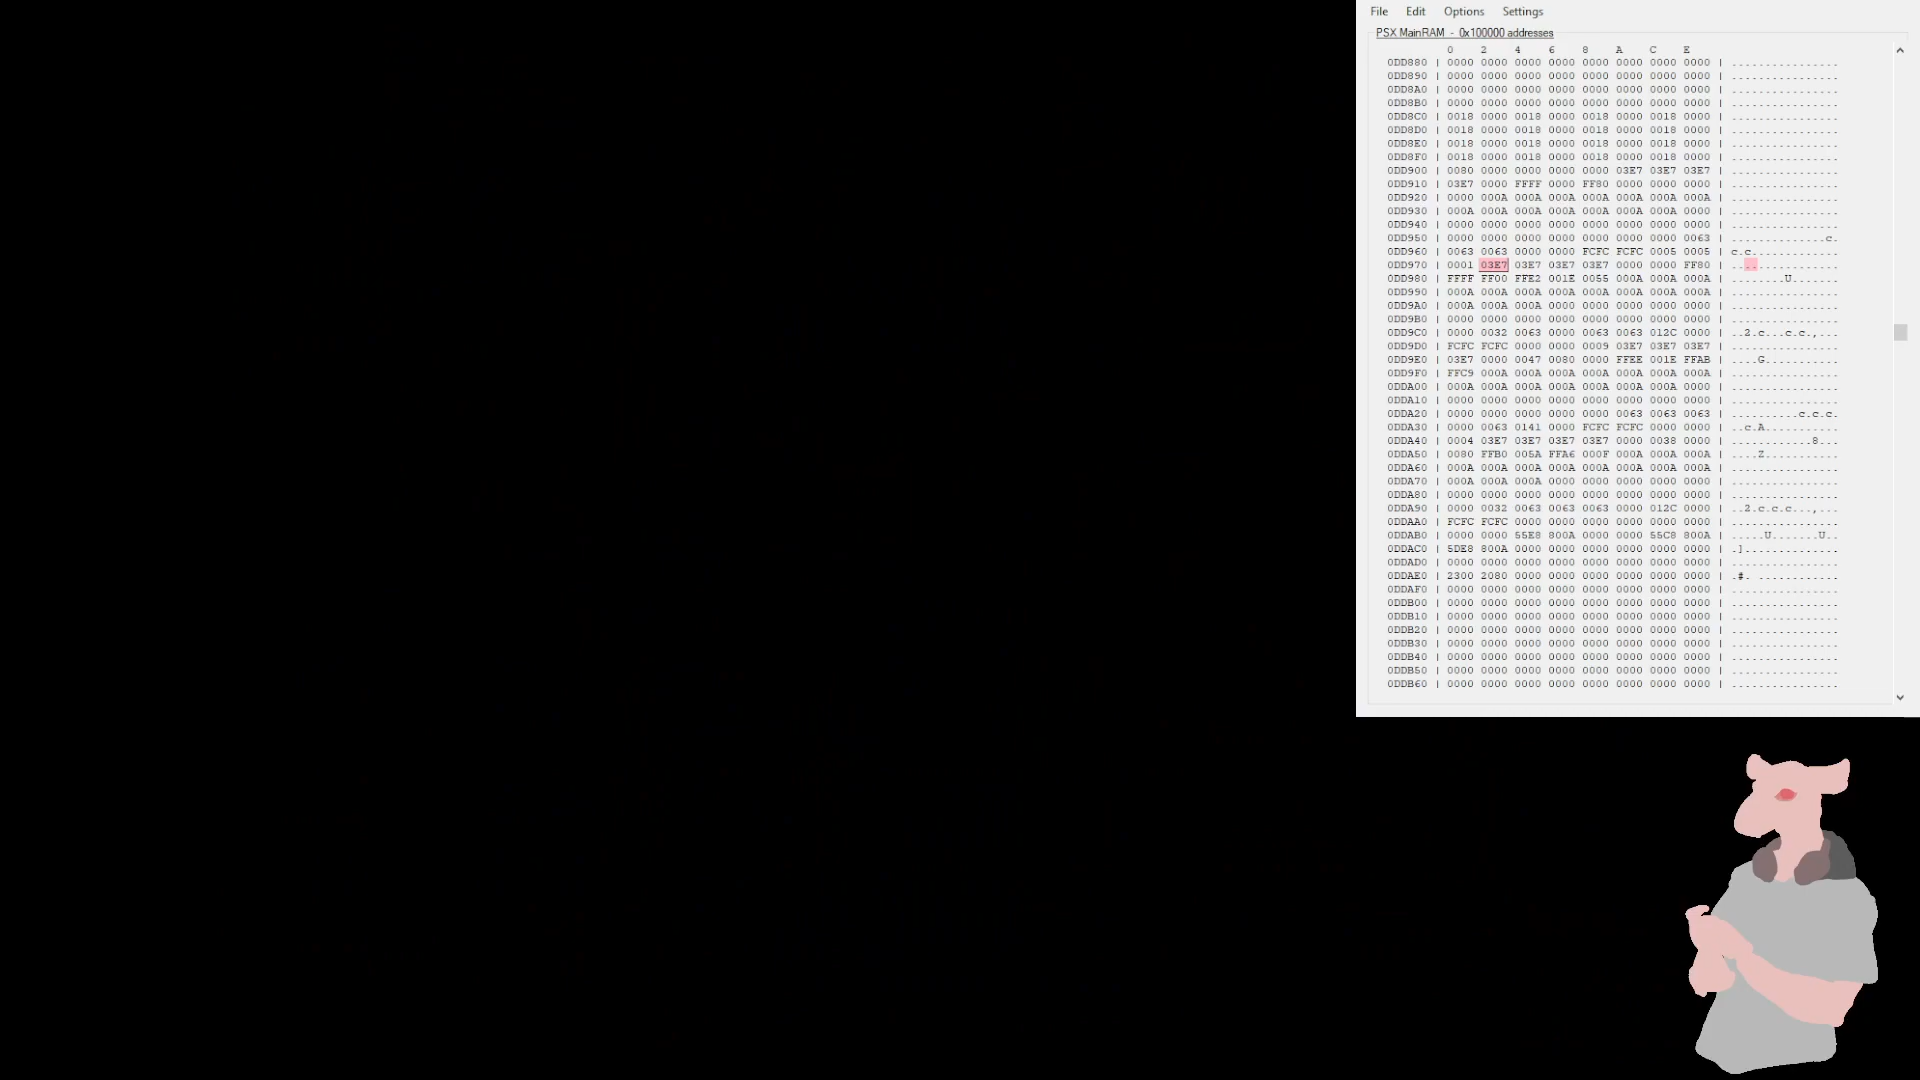 File Edit Options Settings
PSX MainRAM - 0x100000 addresses
0 2 4 6 8 A C E
0DD880 | 0000 0000 0000 0000 0000 0000 0000 0000 | ................
0DD890 | 0000 0000 0000 0000 0000 0000 0000 0000 | ................
0DD8A0 | 0000 0000 0000 0000 0000 0000 0000 0000 | ................
0DD8B0 | 0000 0000 0000 0000 0000 0000 0000 0000 | ................
0DD8C0 | 0018 0000 0018 0000 0018 0000 0018 0000 | ................
0DD8D0 | 0018 0000 0018 0000 0018 0000 0018 0000 | ................
0DD8E0 | 0018 0000 0018 0000 0018 0000 0018 0000 | ................
0DD8F0 | 0018 0000 0018 0000 0018 0000 0018 0000 | ................
0DD900 | 0080 0000 0000 0000 0000 03E7 03E7 03E7 | ................
0DD910 | 03E7 0000 FFFF 0000 FF80 0000 0000 0000 | ................
0DD920 | 0000 000A 000A 000A 000A 000A 000A 000A | ................
0DD930 | 000A 000A 000A 000A 000A 000A 000A 0000 | ................
0DD940 | 0000 0000 0000 0000 0000 0000 0000 0000 | ................
0DD950 | 0000 0000 0000 0000 0000 0000 0000 0063 | ..............c.
0DD960 | 0063 0063 0000 0000 FCFC FCFC 0005 0005 | c.c.............
0DD970 | 0001 03E7 03E7 03E7 03E7 0000 0000 FF80 | ................
0DD980 | FFFF FF00 FFE2 001E 0055 000A 000A 000A | ........U.......
0DD990 | 000A 000A 000A 000A 000A 000A 000A 000A | ................
0DD9A0 | 000A 000A 0000 0000 0000 0000 0000 0000 | ................
0DD9B0 | 0000 0000 0000 0000 0000 0000 0000 0000 | ................
0DD9C0 | 0000 0032 0063 0000 0063 0063 012C 0000 | ..2.c...c.c.,...
0DD9D0 | FCFC FCFC 0000 0000 0009 03E7 03E7 03E7 | ................
0DD9E0 | 03E7 0000 0047 0080 0000 FFEE 001E FFAB | ....G...........
0DD9F0 | FFC9 000A 000A 000A 000A 000A 000A 000A | ................
0DDA00 | 000A 000A 000A 000A 000A 000A 000A 0000 | ................
0DDA10 | 0000 0000 0000 0000 0000 0000 0000 0000 | ................
0DDA20 | 0000 0000 0000 0000 0000 0063 0063 0063 | ..........c.c.c.
0DDA30 | 0000 0063 0141 0000 FCFC FCFC 0000 0000 | ..c.A...........
0DDA40 | 0004 03E7 03E7 03E7 03E7 0000 0038 0000 | ............8...
0DDA50 | 0080 FFB0 005A FFA6 000F 000A 000A 000A | ....Z...........
0DDA60 | 000A 000A 000A 000A 000A 000A 000A 000A | ................
0DDA70 | 000A 000A 000A 0000 0000 0000 0000 0000 | ................
0DDA80 | 0000 0000 0000 0000 0000 0000 0000 0000 | ................
0DDA90 | 0000 0032 0063 0063 0063 0000 012C 0000 | ..2.c.c.c...,...
0DDAA0 | FCFC FCFC 0000 0000 0000 0000 0000 0000 | ................
0DDAB0 | 0000 0000 55E8 800A 0000 0000 55C8 800A | .....U.......U..
0DDAC0 | 5DE8 800A 0000 0000 0000 0000 0000 0000 | .]..............
0DDAD0 | 0000 0000 0000 0000 0000 0000 0000 0000 | ................
0DDAE0 | 2300 2080 0000 0000 0000 0000 0000 0000 | .#. ............
0DDAF0 | 0000 0000 0000 0000 0000 0000 0000 0000 | ................
0DDB00 | 0000 0000 0000 0000 0000 0000 0000 0000 | ................
0DDB10 | 0000 0000 0000 0000 0000 0000 0000 0000 | ................
0DDB20 | 0000 0000 0000 0000 0000 0000 0000 0000 | ................
0DDB30 | 0000 0000 0000 0000 0000 0000 0000 0000 | ................
0DDB40 | 0000 0000 0000 0000 0000 0000 0000 0000 | ................
0DDB50 | 0000 0000 0000 0000 0000 0000 0000 0000 | ................
0DDB60 | 0000 0000 0000 0000 0000 0000 0000 0000 | ................